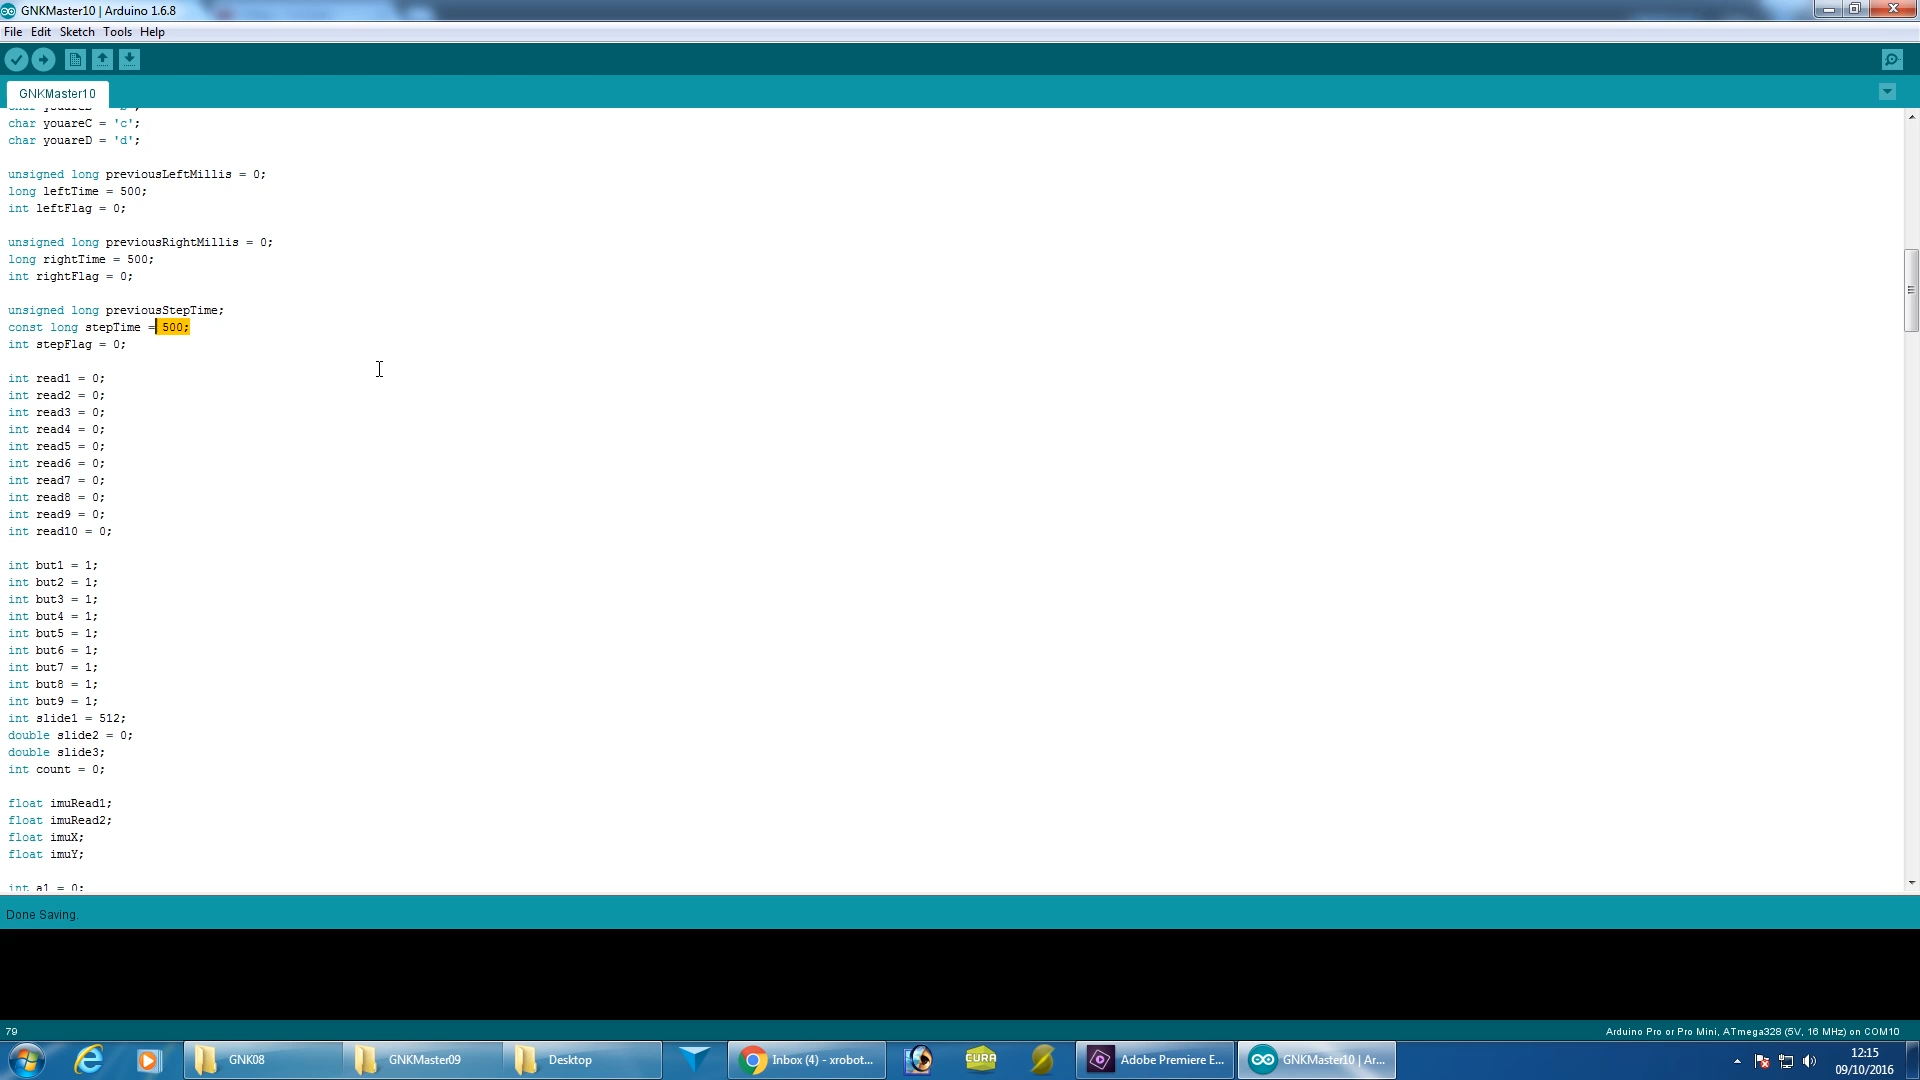 GNKMaster10 | Arduino 1.6.8
File Edit Sketch Tools Help
GNKMaster10
char youareC = 'c';
char youareD = 'd';
unsigned long previousLeftMillis = 0;
long leftTime = 500;
int leftFlag = 0;
unsigned long previousRightMillis = 0;
long rightTime = 500;
int rightFlag = 0;
unsigned long previousStepTime;
const long stepTime = 500;
int stepFlag = 0;
int read1 = 0;
int read2 = 0;
int read3 = 0;
int read4 = 0;
int read5 = 0;
int read6 = 0;
int read7 = 0;
int read8 = 0;
int read9 = 0;
int read10 = 0;
int but1 = 1;
int but2 = 1;
int but3 = 1;
int but4 = 1;
int but5 = 1;
int but6 = 1;
int but7 = 1;
int but8 = 1;
int but9 = 1;
int slide1 = 512;
double slide2 = 0;
double slide3;
int count = 0;
float imuRead1;
float imuRead2;
float imuX;
float imuY;
int a1 = 0;
Done Saving.
79
Arduino Pro or Pro Mini, ATmega328 (5V, 16 MHz) on COM10
GNK08
GNKMaster09
Desktop
Inbox (4) - xrobot...
CURA
Adobe Premiere E...
GNKMaster10 | Ar...
12:15
09/10/2016